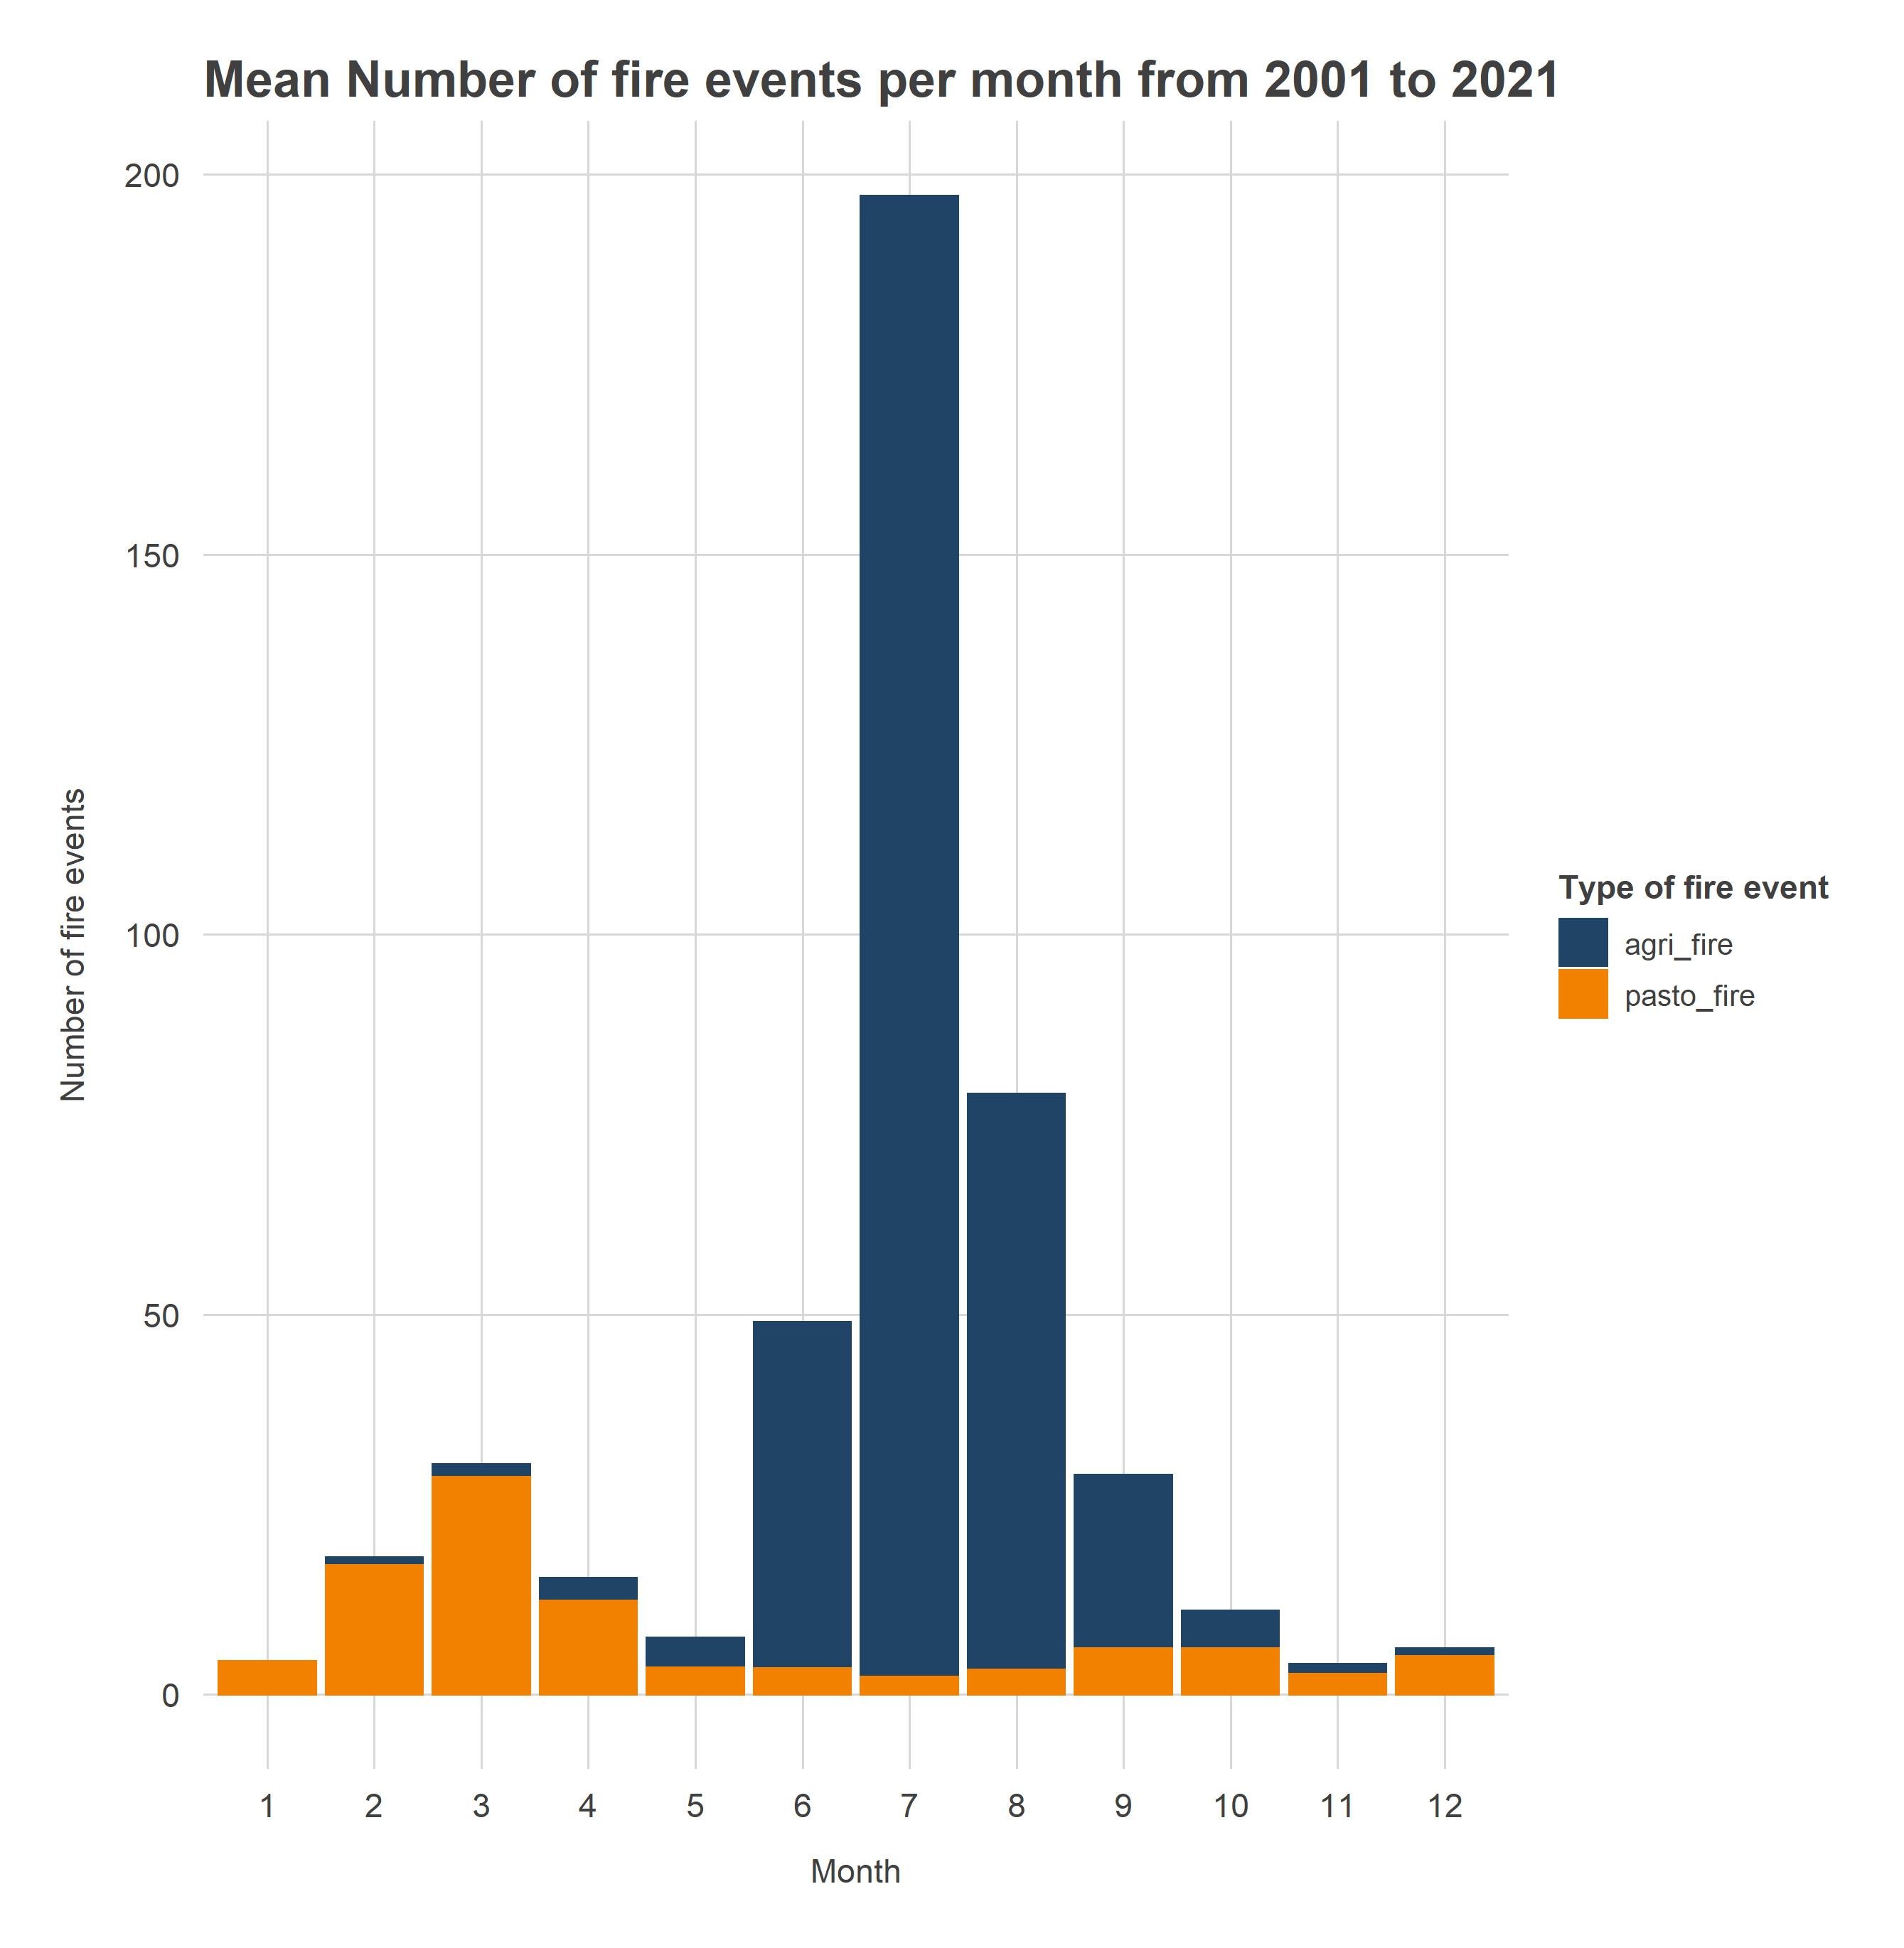 Mean Number of fire events per month from 2001 to 2021
200
150
100
50
0
Number of fire events
1 2 3 4 5 6 7 8 9 10 11 12
Month
Type of fire event
agri_fire
pasto_fire